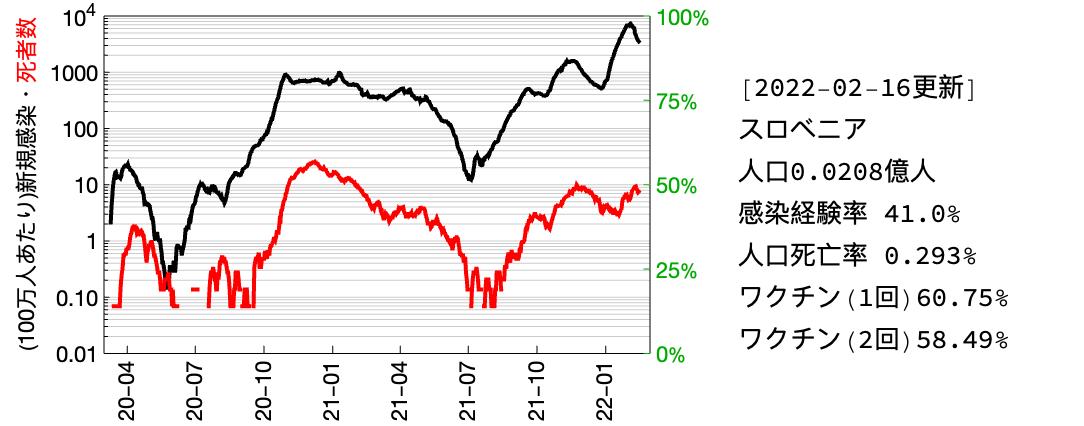 (100万人あたり)新規感染・死者数
10^4
1000
100
10
1
0.10
0.01
100%
75%
50%
25%
0%
20-04
20-07
20-10
21-01
21-04
21-07
21-10
22-01
[2022-02-16更新]
スロベニア
人口0.0208億人
感染経験率 41.0%
人口死亡率 0.293%
ワクチン(1回)60.75%
ワクチン(2回)58.49%